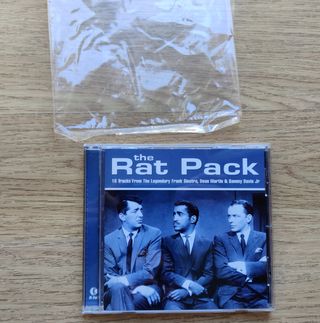 the
Rat Pack
18 Tracks From The Legendary Frank Sinatra, Dean Martin & Sammy Davis Jr